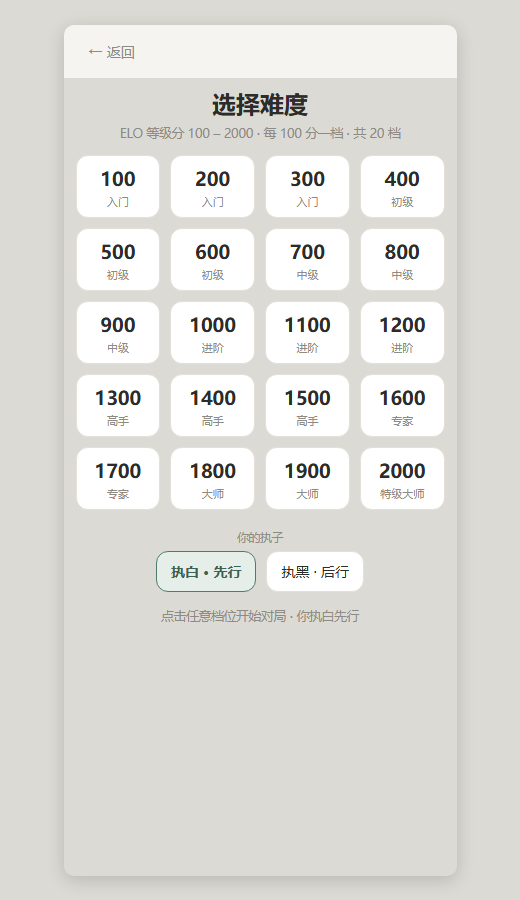 ← 返回
选择难度
ELO 等级分 100 – 2000 · 每 100 分一档 · 共 20 档
100 200 300 400
入门 入门 入门 初级
500 600 700 800
初级 初级 中级 中级
900 1000 1100 1200
中级 进阶 进阶 进阶
1300 1400 1500 1600
高手 高手 高手 专家
1700 1800 1900 2000
专家 大师 大师 特级大师
你的执子
执白 · 先行 执黑 · 后行
点击任意档位开始对局 · 你执白先行